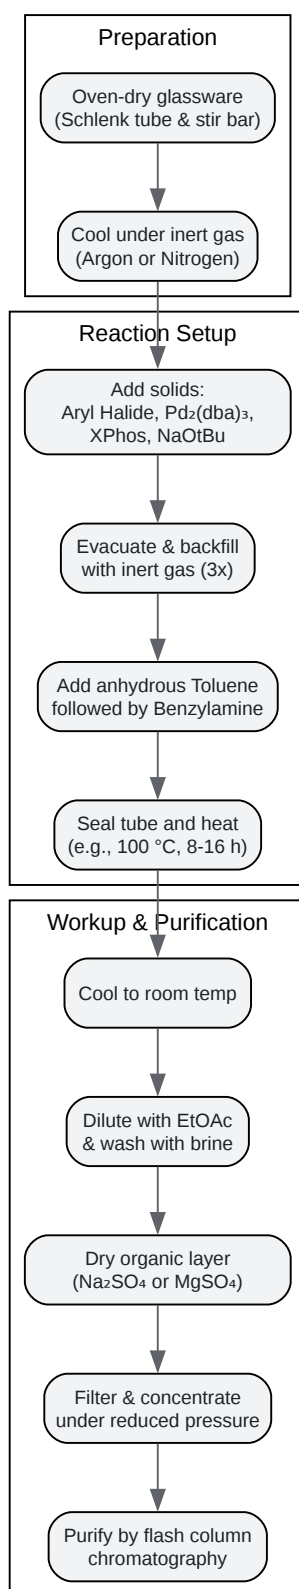 Preparation
Oven-dry glassware
(Schlenk tube & stir bar)
Cool under inert gas
(Argon or Nitrogen)
Reaction Setup
Add solids:
Aryl Halide, Pd₂(dba)₃,
XPhos, NaOtBu
Evacuate & backfill
with inert gas (3x)
Add anhydrous Toluene
followed by Benzylamine
Seal tube and heat
(e.g., 100 °C, 8-16 h)
Workup & Purification
Cool to room temp
Dilute with EtOAc
& wash with brine
Dry organic layer
(Na₂SO₄ or MgSO₄)
Filter & concentrate
under reduced pressure
Purify by flash column
chromatography